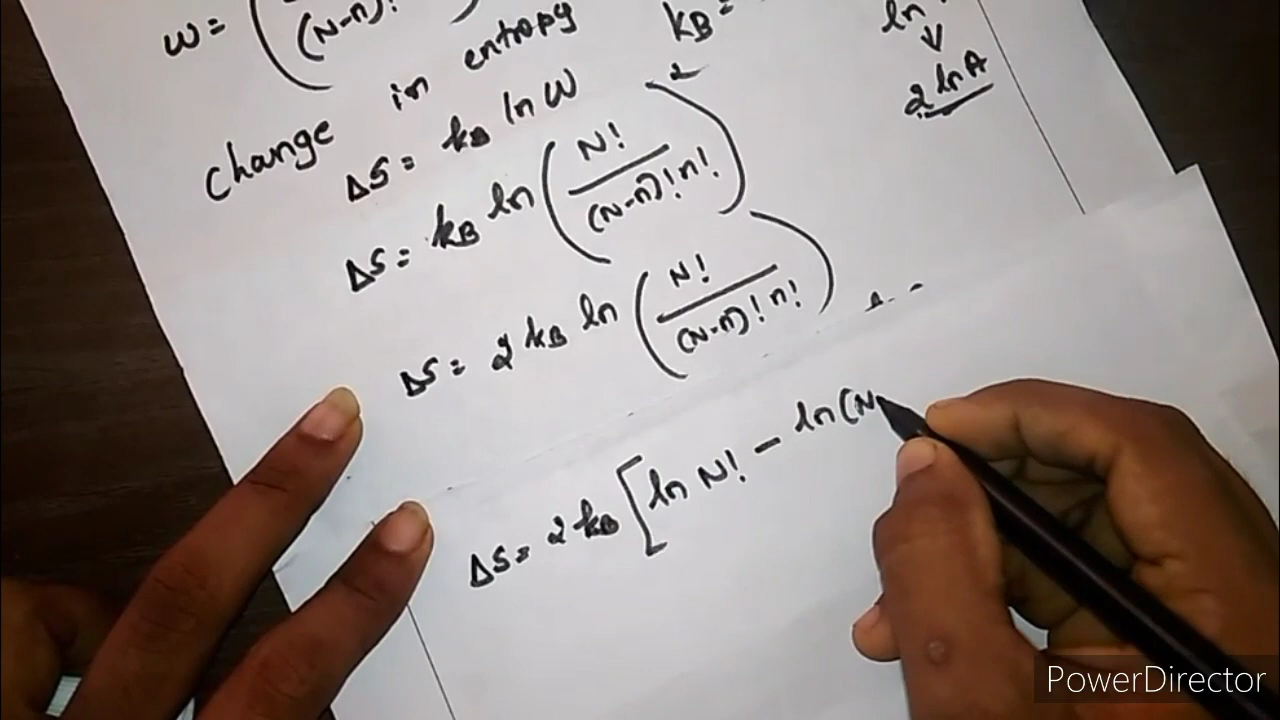 W = (N-n)!
kB =
ln
↓
2 ln A
Change in entropy
ΔS = kB ln W
ΔS = kB ln ( N! / (N-n)! n! )²
ΔS = 2 kB ln ( N! / (N-n)! n! )
ΔS = 2 kB [ ln N! - ln (N
PowerDirector